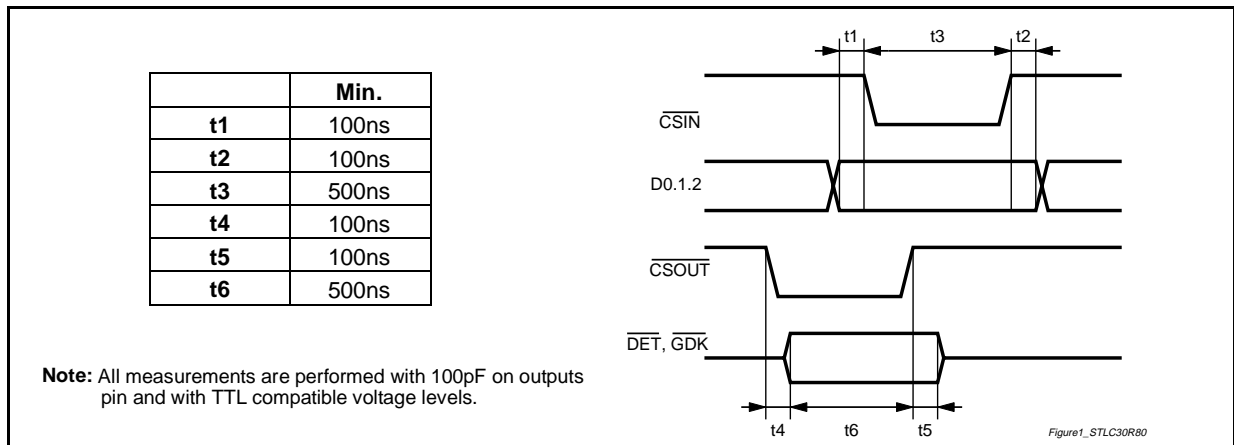 Min.
t1 100ns
t2 100ns
t3 500ns
t4 100ns
t5 100ns
t6 500ns
Note: All measurements are performed with 100pF on outputs
pin and with TTL compatible voltage levels.
t1 t3 t2
CSIN
D0.1.2
CSOUT
DET, GDK
t4 t6 t5
Figure1_STLC30R80